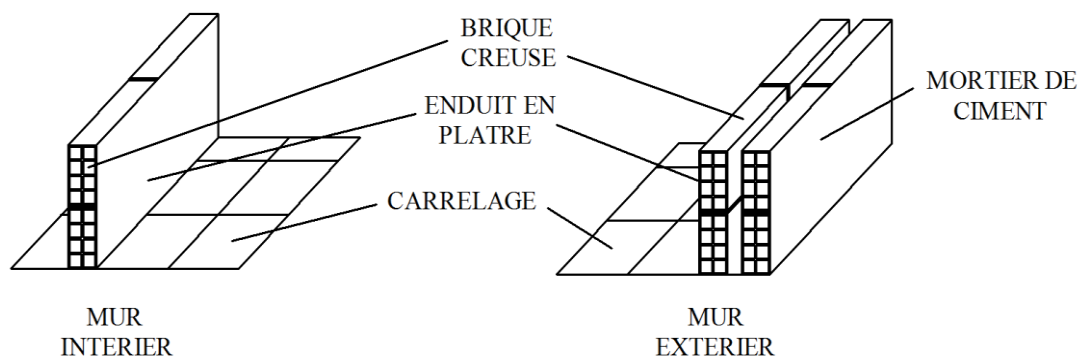 BRIQUE
CREUSE
MORTIER DE
CIMENT
ENDUIT EN
PLATRE
CARRELAGE
MUR
INTERIER
MUR
EXTERIER